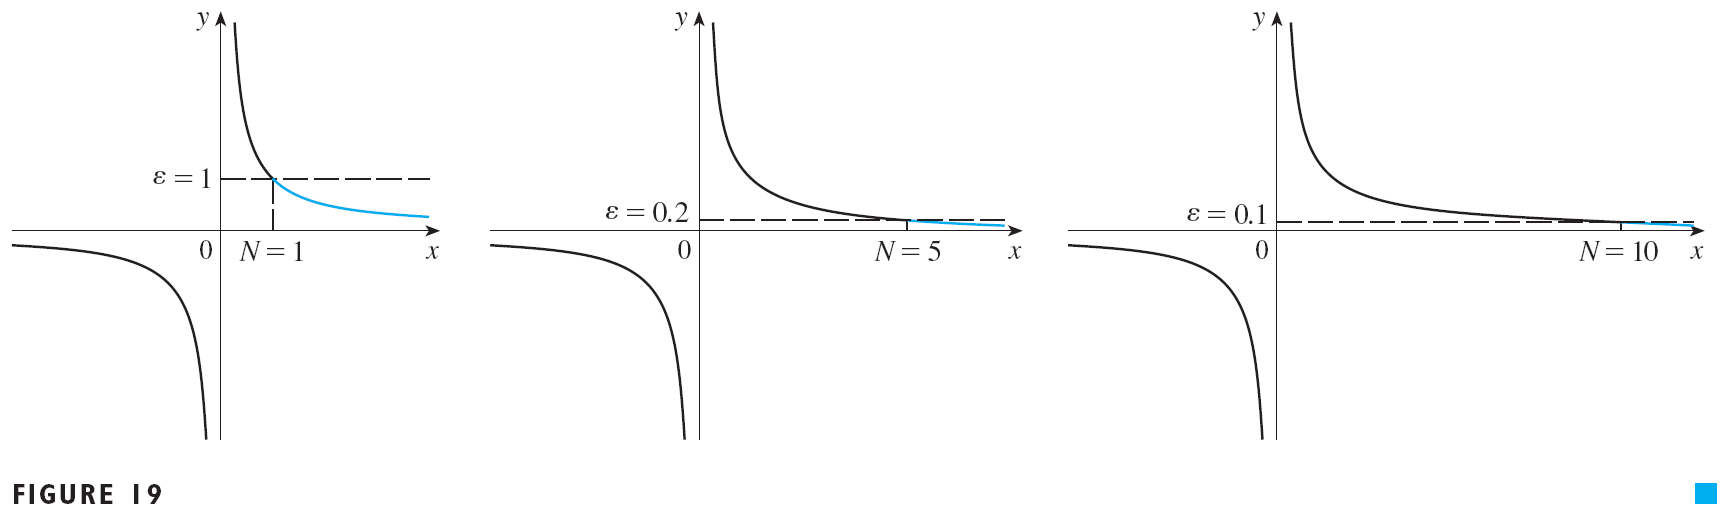 y
ε = 1
0
N = 1
x
y
ε = 0.2
0
N = 5
x
y
ε = 0.1
0
N = 10
x
FIGURE 19